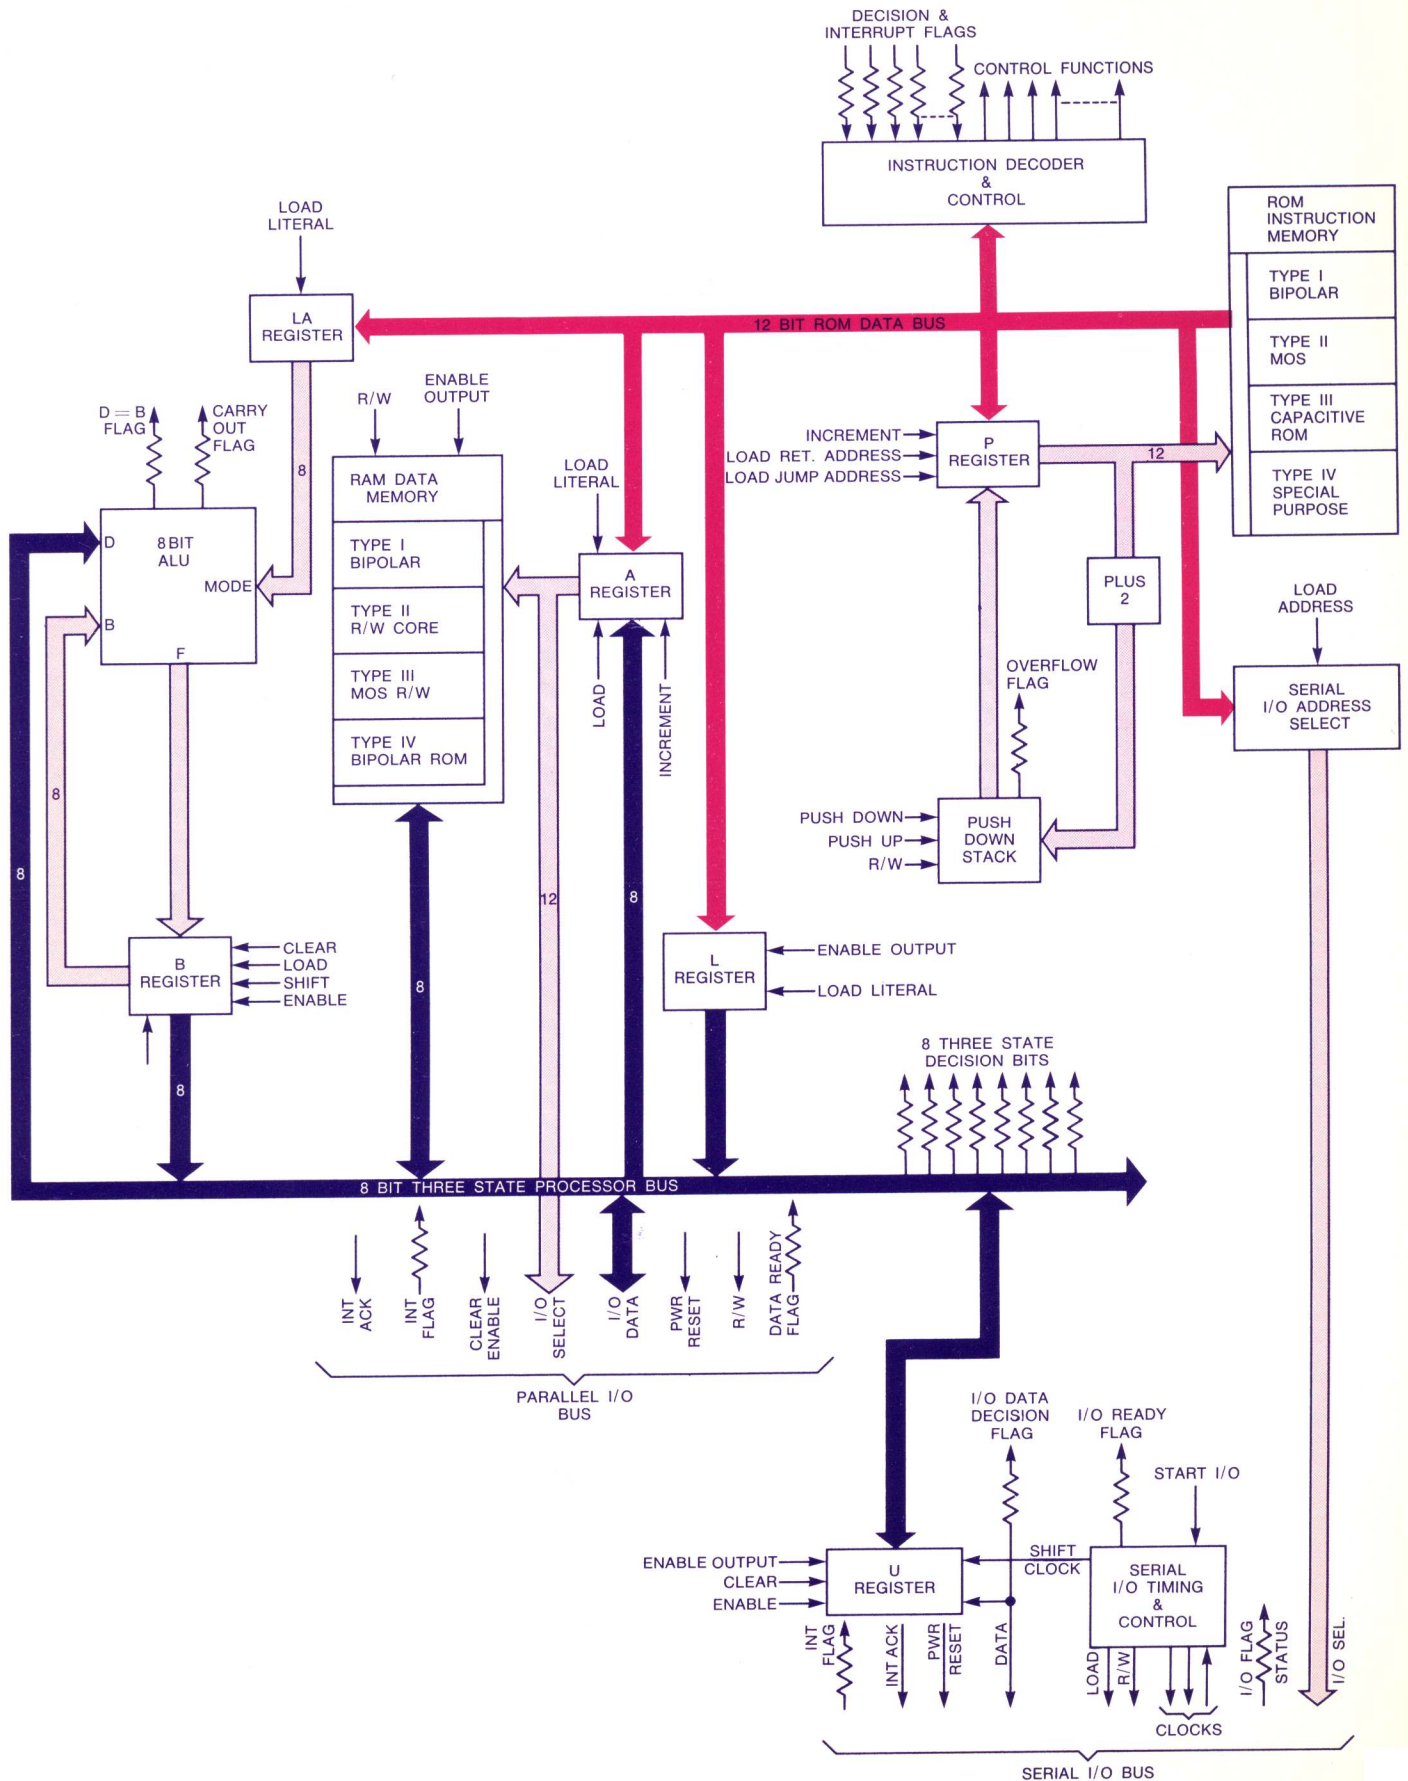 DECISION &
INTERRUPT FLAGS
CONTROL FUNCTIONS
INSTRUCTION DECODER
&
CONTROL
ROM
INSTRUCTION
MEMORY
TYPE I
BIPOLAR
TYPE II
MOS
TYPE III
CAPACITIVE
ROM
TYPE IV
SPECIAL
PURPOSE
LOAD
LITERAL
LA
REGISTER
12 BIT ROM DATA BUS
D = B
FLAG
CARRY
OUT
FLAG
8
R/W
ENABLE
OUTPUT
RAM DATA
MEMORY
TYPE I
BIPOLAR
TYPE II
R/W CORE
TYPE III
MOS R/W
TYPE IV
BIPOLAR ROM
LOAD
LITERAL
A
REGISTER
LOAD
INCREMENT
INCREMENT
LOAD RET. ADDRESS
LOAD JUMP ADDRESS
P
REGISTER
12
PLUS
2
LOAD
ADDRESS
SERIAL
I/O ADDRESS
SELECT
D
8 BIT
ALU
MODE
B
F
OVERFLOW
FLAG
PUSH DOWN
PUSH UP
R/W
PUSH
DOWN
STACK
8
8
12
8
B
REGISTER
CLEAR
LOAD
SHIFT
ENABLE
8
8
L
REGISTER
ENABLE OUTPUT
LOAD LITERAL
8 THREE STATE
DECISION BITS
8 BIT THREE STATE PROCESSOR BUS
INT
ACK
INT
FLAG
CLEAR
ENABLE
I/O
SELECT
I/O
DATA
PWR
RESET
R/W
DATA READY
FLAG
PARALLEL I/O
BUS
I/O DATA
DECISION
FLAG
I/O READY
FLAG
START I/O
ENABLE OUTPUT
CLEAR
ENABLE
U
REGISTER
SHIFT
CLOCK
SERIAL
I/O TIMING
&
CONTROL
INT
FLAG
INT ACK
PWR
RESET
DATA
LOAD
R/W
CLOCKS
I/O FLAG
STATUS
I/O SEL.
SERIAL I/O BUS